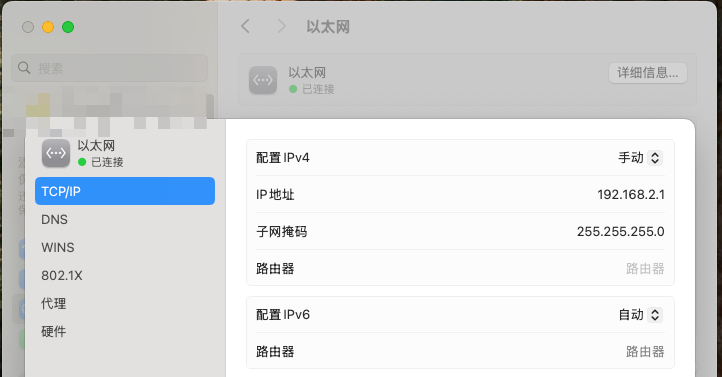 以太网
搜索
以太网
已连接
详细信息...
以太网
已连接
TCP/IP
DNS
WINS
802.1X
代理
硬件
配置 IPv4
手动
IP 地址
192.168.2.1
子网掩码
255.255.255.0
路由器
路由器
配置 IPv6
自动
路由器
路由器